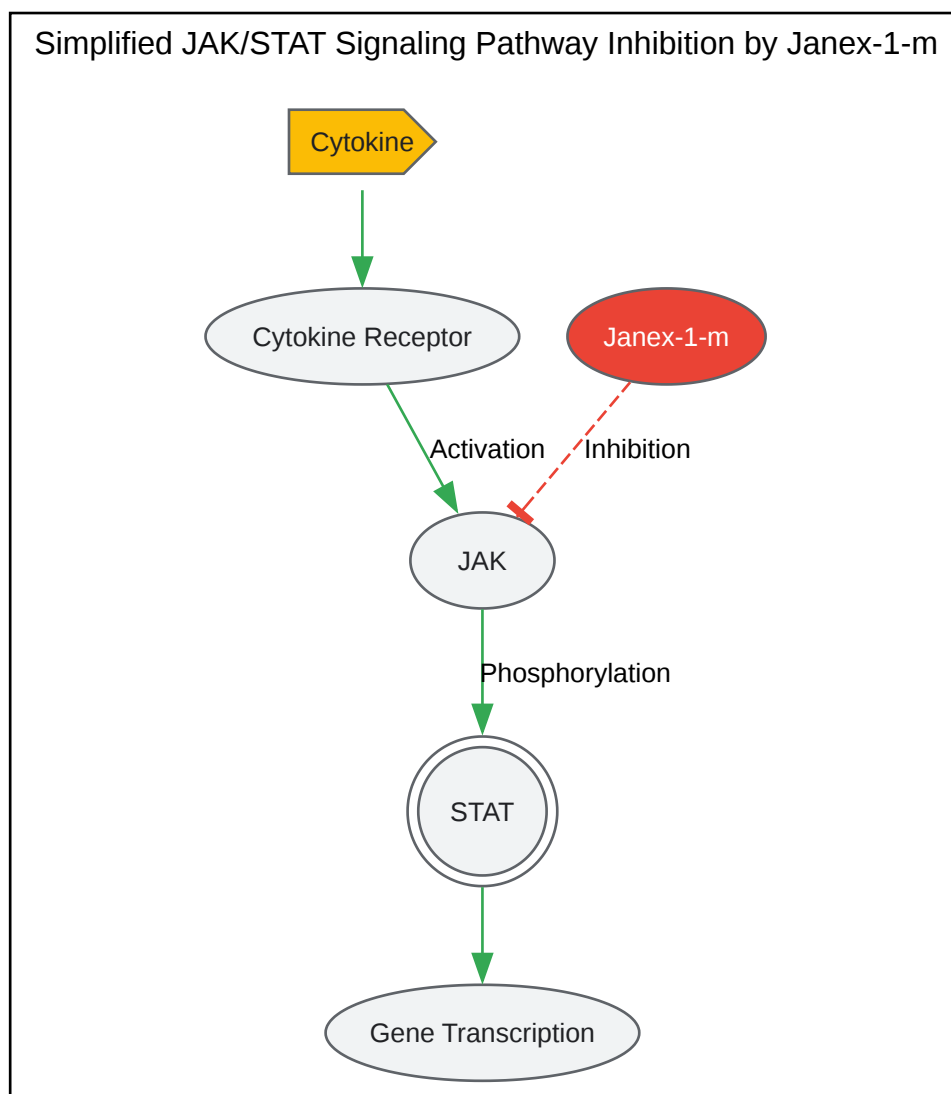 Simplified JAK/STAT Signaling Pathway Inhibition by Janex-1-m
Cytokine
Cytokine Receptor
Janex-1-m
Activation
Inhibition
JAK
Phosphorylation
STAT
Gene Transcription